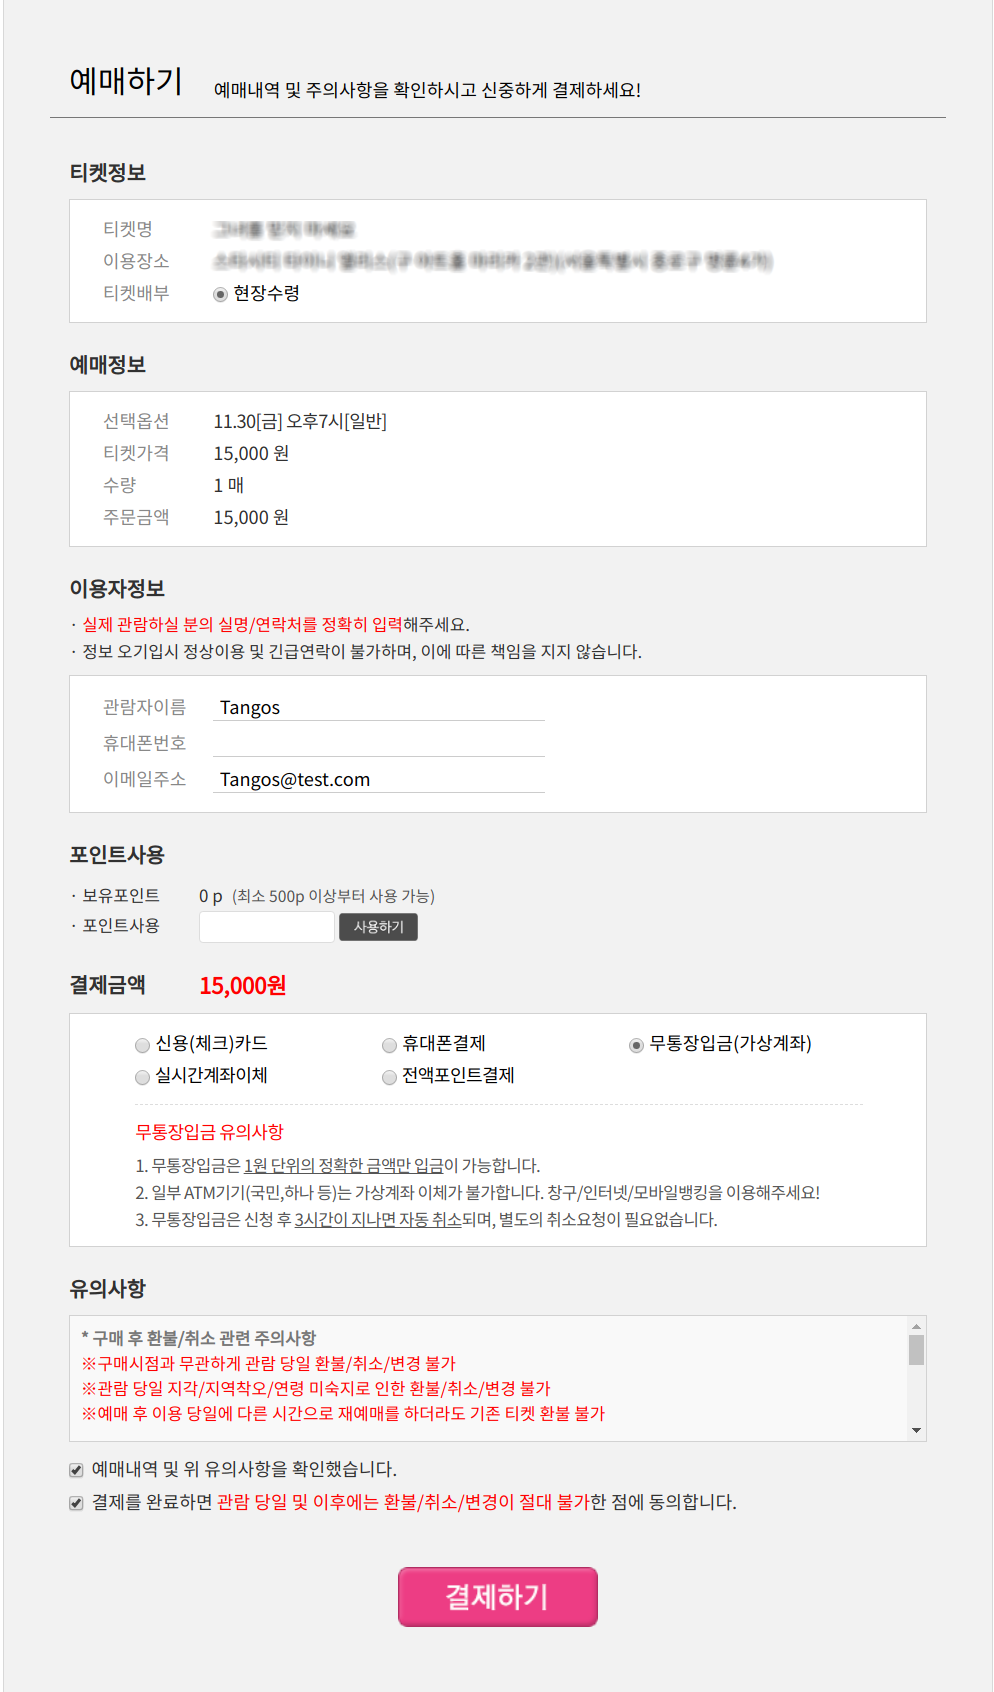 예매하기 예매내역 및 주의사항을 확인하시고 신중하게 결제하세요!
티켓정보
티켓명
이용장소
티켓배부 현장수령
예매정보
선택옵션 11.30[금] 오후7시[일반]
티켓가격 15,000 원
수량 1 매
주문금액 15,000 원
이용자정보
· 실제 관람하실 분의 실명/연락처를 정확히 입력해주세요.
· 정보 오기입시 정상이용 및 긴급연락이 불가하며, 이에 따른 책임을 지지 않습니다.
관람자이름 Tangos
휴대폰번호
이메일주소 Tangos@test.com
포인트사용
· 보유포인트 0 p (최소 500p 이상부터 사용 가능)
· 포인트사용 사용하기
결제금액 15,000원
신용(체크)카드 휴대폰결제 무통장입금(가상계좌)
실시간계좌이체 전액포인트결제
무통장입금 유의사항
1. 무통장입금은 1원 단위의 정확한 금액만 입금이 가능합니다.
2. 일부 ATM기기(국민,하나 등)는 가상계좌 이체가 불가합니다. 창구/인터넷/모바일뱅킹을 이용해주세요!
3. 무통장입금은 신청 후 3시간이 지나면 자동 취소되며, 별도의 취소요청이 필요없습니다.
유의사항
* 구매 후 환불/취소 관련 주의사항
※구매시점과 무관하게 관람 당일 환불/취소/변경 불가
※관람 당일 지각/지역착오/연령 미숙지로 인한 환불/취소/변경 불가
※예매 후 이용 당일에 다른 시간으로 재예매를 하더라도 기존 티켓 환불 불가
예매내역 및 위 유의사항을 확인했습니다.
결제를 완료하면 관람 당일 및 이후에는 환불/취소/변경이 절대 불가한 점에 동의합니다.
결제하기